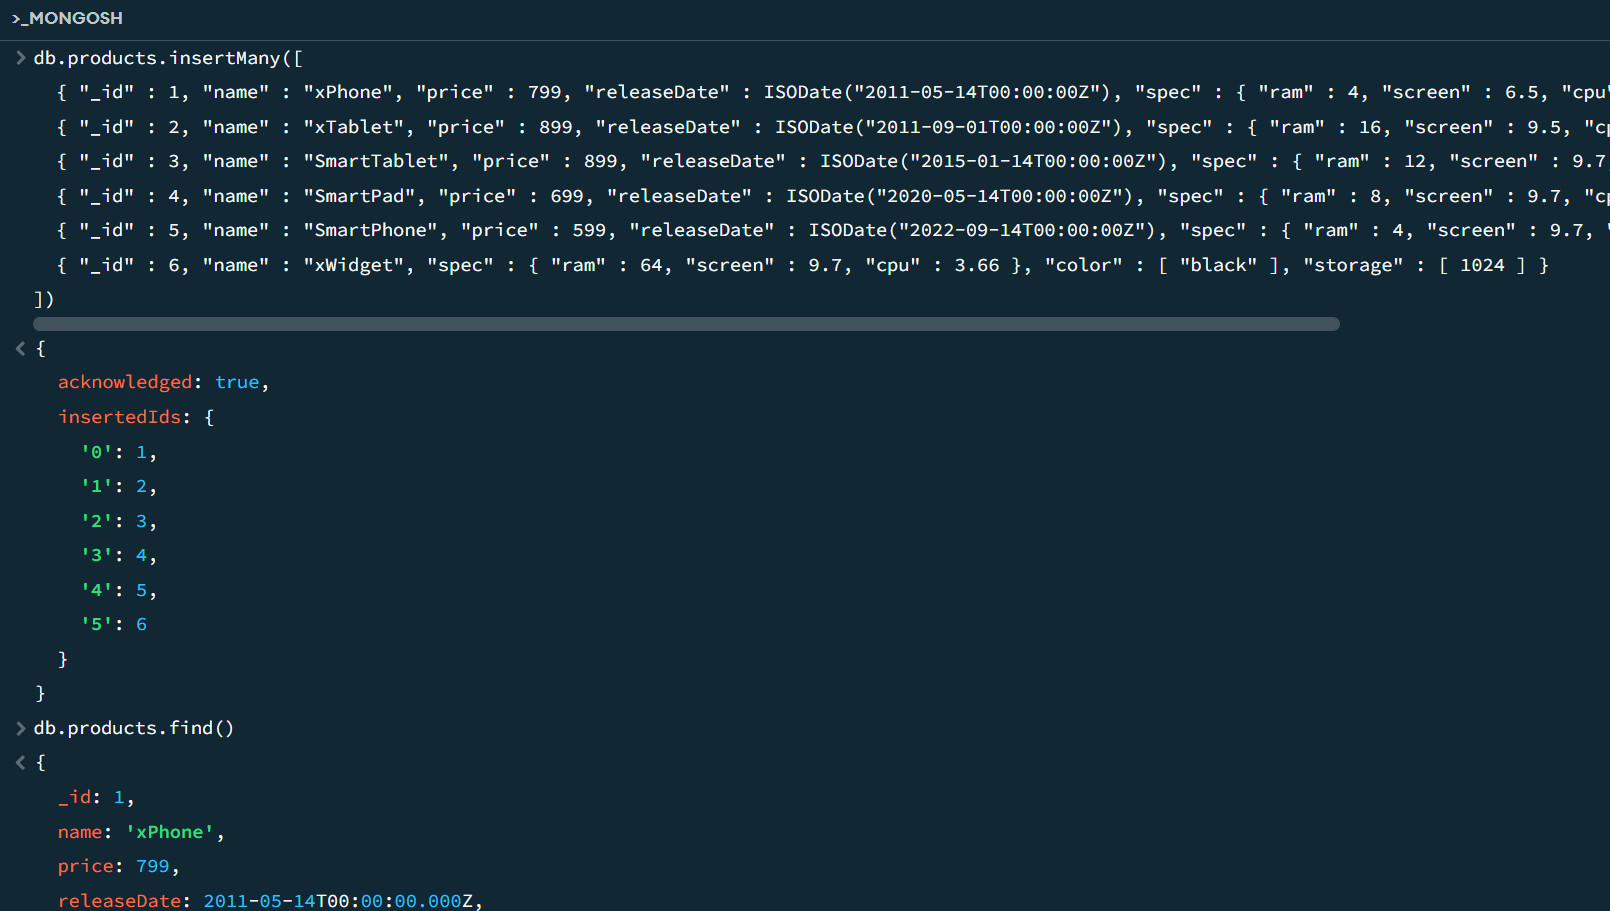 >_MONGOSH
db.products.insertMany([
{ "_id" : 1, "name" : "xPhone", "price" : 799, "releaseDate" : ISODate("2011-05-14T00:00:00Z"), "spec" : { "ram" : 4, "screen" : 6.5, "cpu"
{ "_id" : 2, "name" : "xTablet", "price" : 899, "releaseDate" : ISODate("2011-09-01T00:00:00Z"), "spec" : { "ram" : 16, "screen" : 9.5, "cp
{ "_id" : 3, "name" : "SmartTablet", "price" : 899, "releaseDate" : ISODate("2015-01-14T00:00:00Z"), "spec" : { "ram" : 12, "screen" : 9.7,
{ "_id" : 4, "name" : "SmartPad", "price" : 699, "releaseDate" : ISODate("2020-05-14T00:00:00Z"), "spec" : { "ram" : 8, "screen" : 9.7, "cp
{ "_id" : 5, "name" : "SmartPhone", "price" : 599, "releaseDate" : ISODate("2022-09-14T00:00:00Z"), "spec" : { "ram" : 4, "screen" : 9.7, "
{ "_id" : 6, "name" : "xWidget", "spec" : { "ram" : 64, "screen" : 9.7, "cpu" : 3.66 }, "color" : [ "black" ], "storage" : [ 1024 ] }
])
{
acknowledged: true,
insertedIds: {
'0': 1,
'1': 2,
'2': 3,
'3': 4,
'4': 5,
'5': 6
}
}
db.products.find()
{
_id: 1,
name: 'xPhone',
price: 799,
releaseDate: 2011-05-14T00:00:00.000Z,